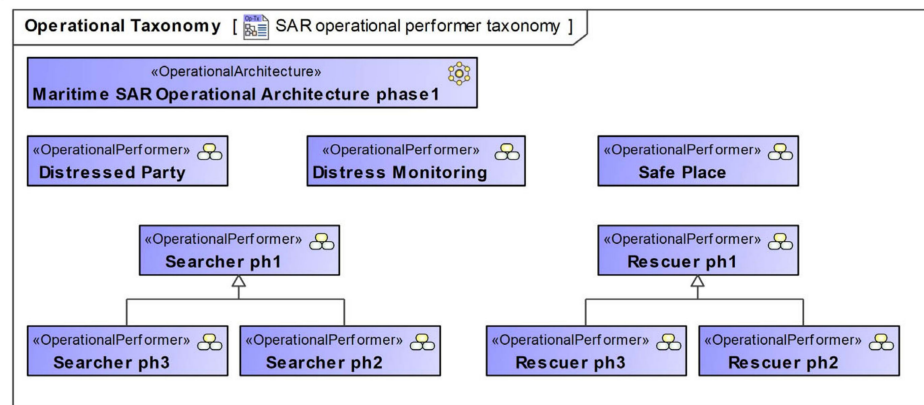 Operational Taxonomy [ SAR operational performer taxonomy ]
«OperationalArchitecture»
Maritime SAR Operational Architecture phase1
«OperationalPerformer»
Distressed Party
«OperationalPerformer»
Distress Monitoring
«OperationalPerformer»
Safe Place
«OperationalPerformer»
Searcher ph1
«OperationalPerformer»
Rescuer ph1
«OperationalPerformer»
Searcher ph3
«OperationalPerformer»
Searcher ph2
«OperationalPerformer»
Rescuer ph3
«OperationalPerformer»
Rescuer ph2